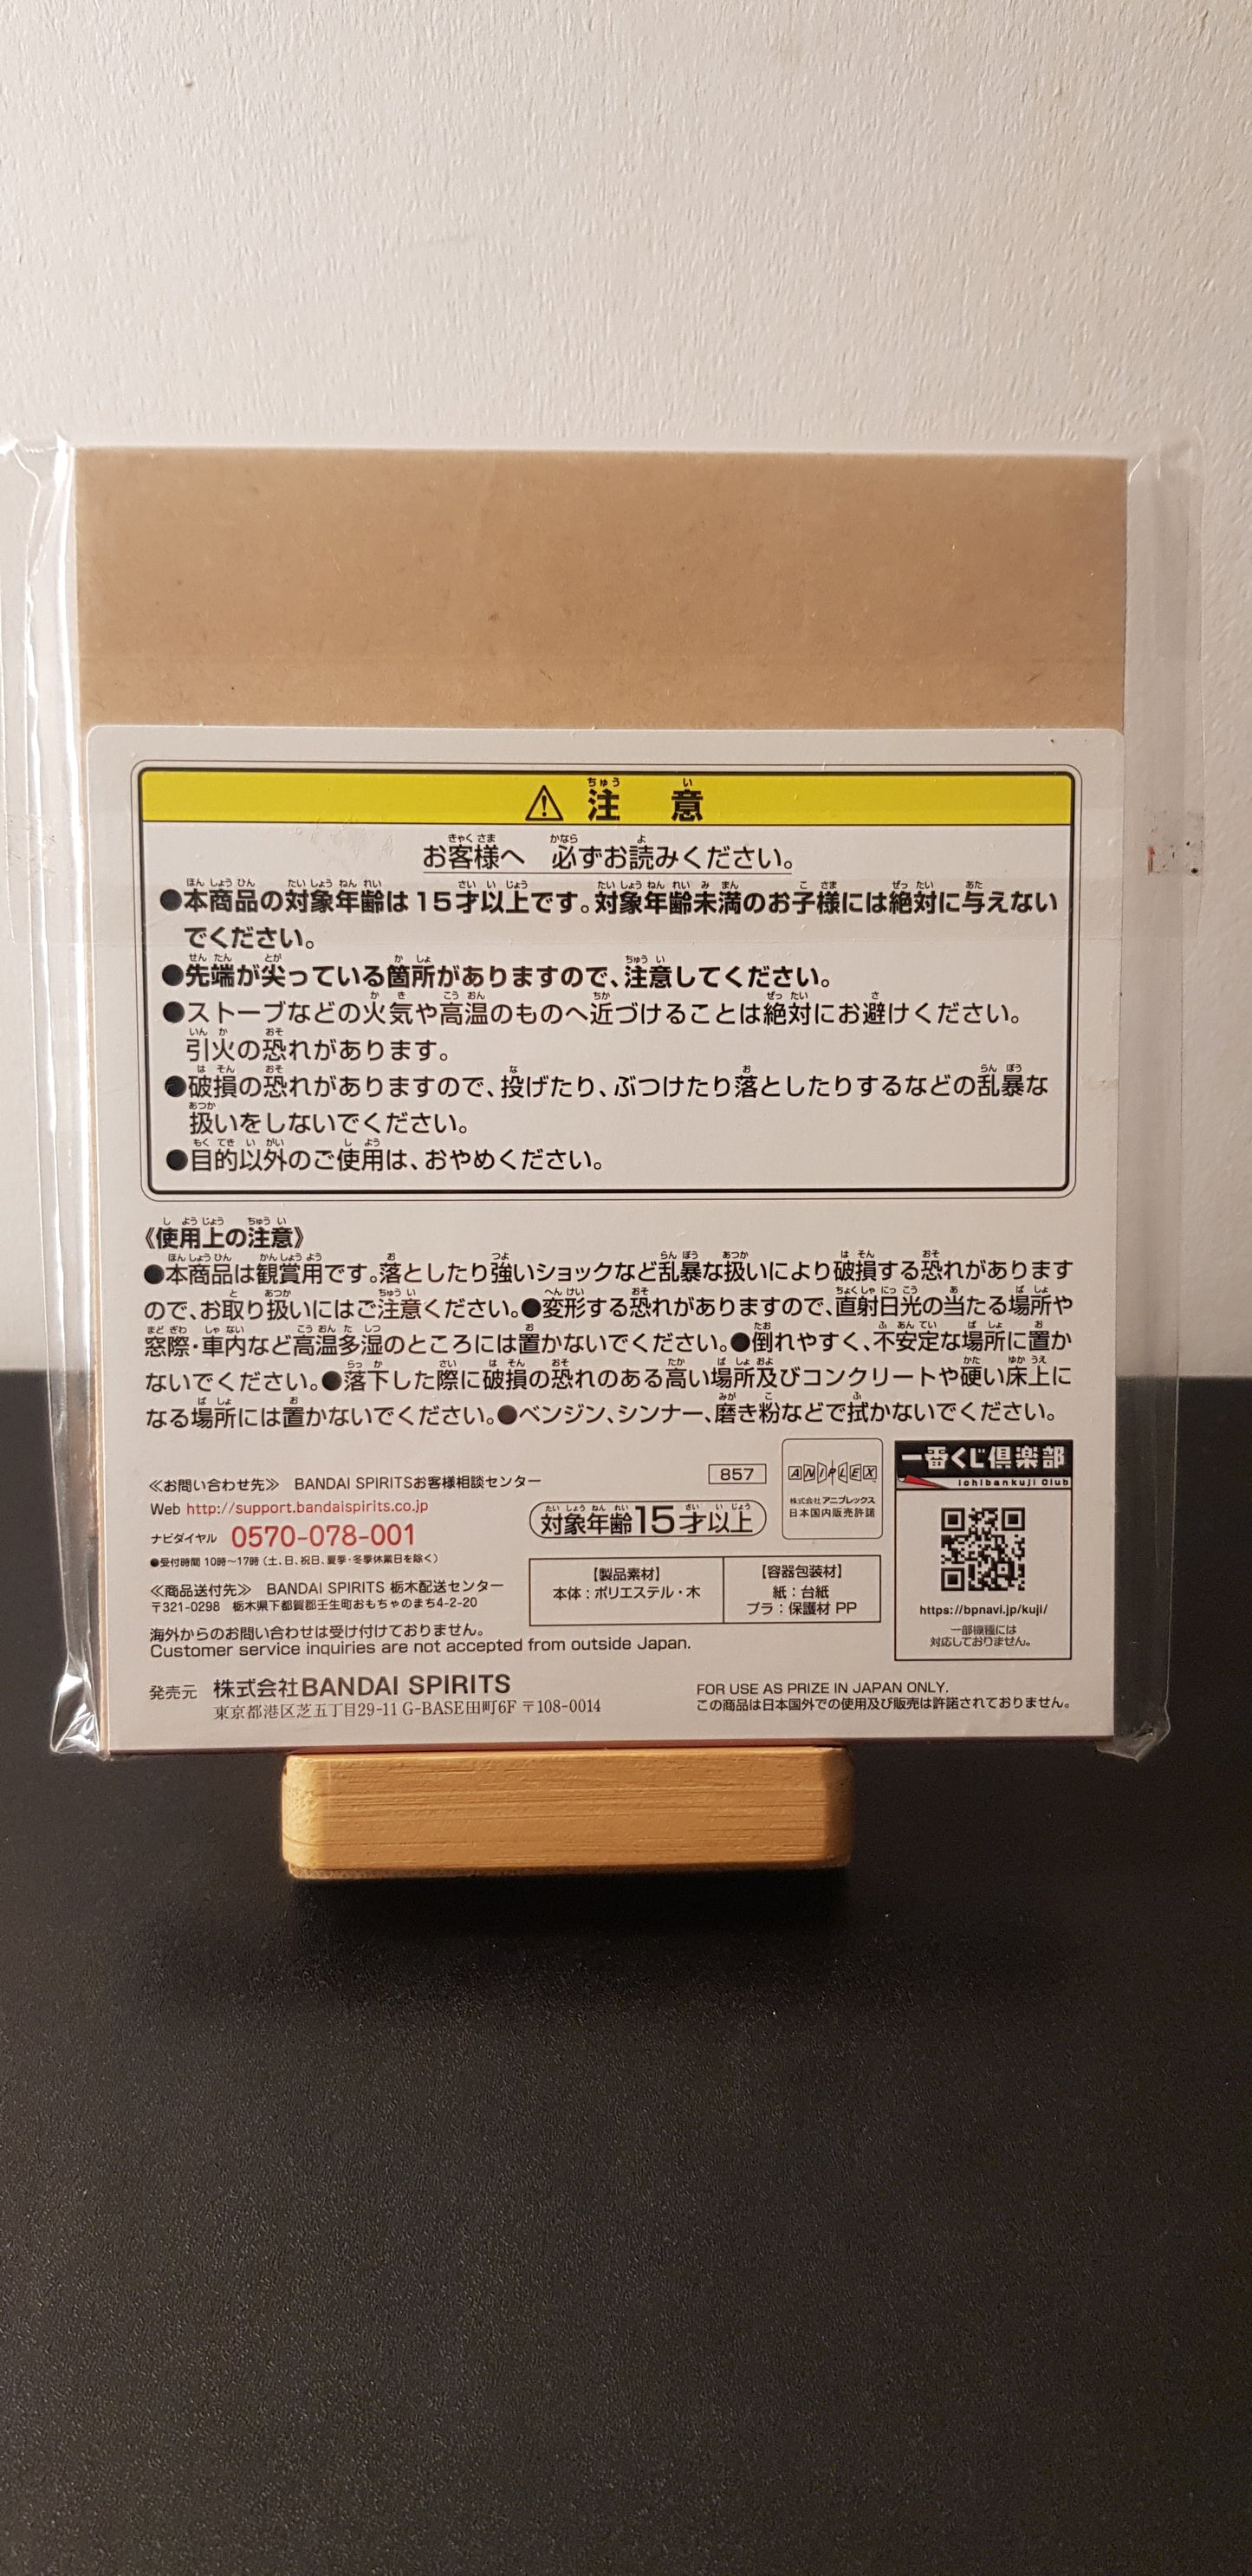 ⚠ 注意
お客様へ 必ずお読みください。
●本商品の対象年齢は15才以上です。対象年齢未満のお子様には絶対に与えない
でください。
●先端が尖っている箇所がありますので、注意してください。
●ストーブなどの火気や高温のものへ近づけることは絶対にお避けください。
引火の恐れがあります。
●破損の恐れがありますので、投げたり、ぶつけたり落としたりするなどの乱暴な
扱いをしないでください。
●目的以外のご使用は、おやめください。
《使用上の注意》
●本商品は観賞用です。落としたり強いショックなど乱暴な扱いにより破損する恐れがあります
ので、お取り扱いにはご注意ください。●変形する恐れがありますので、直射日光の当たる場所や
窓際・車内など高温多湿のところには置かないでください。●倒れやすく、不安定な場所に置か
ないでください。●落下した際に破損の恐れのある高い場所及びコンクリートや硬い床上に
なる場所には置かないでください。●ベンジン、シンナー、磨き粉などで拭かないでください。
≪お問い合わせ先≫ BANDAI SPIRITSお客様相談センター
Web http://support.bandaispirits.co.jp
ナビダイヤル 0570-078-001
●受付時間 10時～17時（土、日、祝日、夏季・冬季休業日を除く）
≪商品送付先≫ BANDAI SPIRITS 栃木配送センター
〒321-0298 栃木県下都賀郡壬生町おもちゃのまち4-2-20
海外からのお問い合わせは受け付けておりません。
Customer service inquiries are not accepted from outside Japan.
857
対象年齢15才以上
ANIPLEX
株式会社アニプレックス
日本国内販売許諾
【製品素材】
本体：ポリエステル・木
【容器包装材】
紙：台紙
プラ：保護材 PP
一番くじ倶楽部
Ichibankuji Club
https://bpnavi.jp/kuji/
一部機種には
対応しておりません。
発売元 株式会社BANDAI SPIRITS
東京都港区芝五丁目29-11 G-BASE田町6F 〒108-0014
FOR USE AS PRIZE IN JAPAN ONLY.
この商品は日本国外での使用及び販売は許諾されておりません。